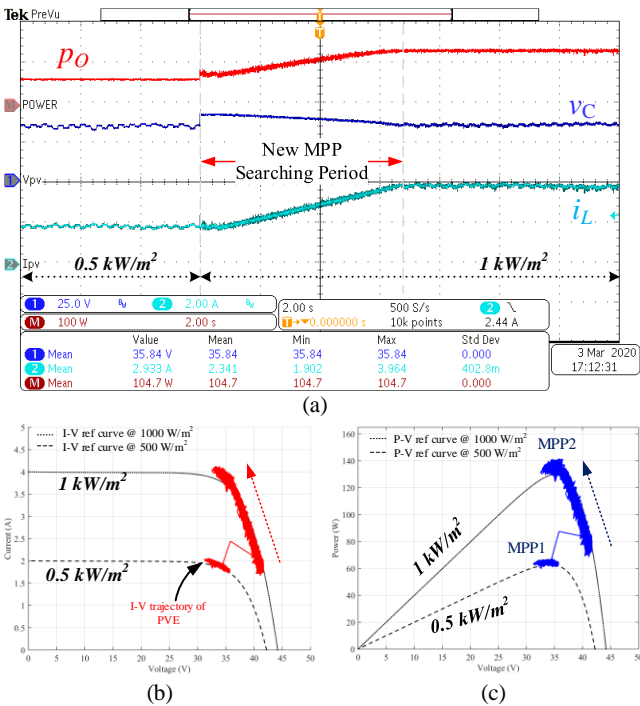 Tek PreVu
T
T
p_O
M
POWER
v_C
New MPP
Searching Period
1
Vpv
i_L
2
Ipv
0.5 kW/m²
1 kW/m²
1 25.0 V BW 2 2.00 A BW
M 100 W 2.00 s
2.00 s 500 S/s 2
T→▼0.000000 s 10k points 2.44 A
Value Mean Min Max Std Dev
1 Mean 35.84 V 35.84 35.84 35.84 0.000
2 Mean 2.933 A 2.341 1.902 3.964 402.8m
M Mean 104.7 W 104.7 104.7 104.7 0.000
3 Mar 2020
17:12:31
(a)
I-V ref curve @ 1000 W/m²
I-V ref curve @ 500 W/m²
1 kW/m²
0.5 kW/m²
I-V trajectory of
PVE
Current (A)
5
4.5
4
3.5
3
2.5
2
1.5
1
0.5
0
0 5 10 15 20 25 30 35 40 45 50
Voltage (V)
(b)
P-V ref curve @ 1000 W/m²
P-V ref curve @ 500 W/m²
MPP2
MPP1
1 kW/m²
0.5 kW/m²
Power (W)
160
140
120
100
80
60
40
20
0
0 5 10 15 20 25 30 35 40 45 50
Voltage (V)
(c)